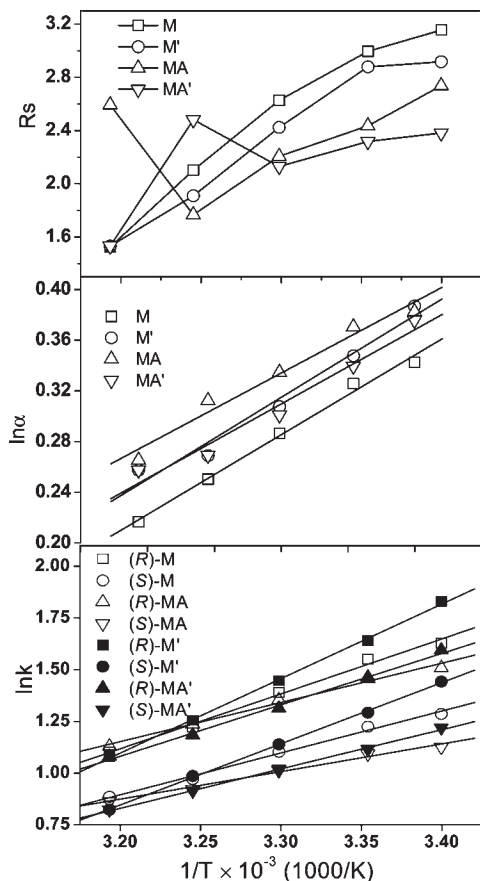 3.2
2.8
2.4
2.0
1.6
Rs
M
M'
MA
MA'
0.40
0.36
0.32
0.28
0.24
0.20
lnα
M
M'
MA
MA'
2.00
1.75
1.50
1.25
1.00
0.75
lnk
(R)-M
(S)-M
(R)-MA
(S)-MA
(R)-M'
(S)-M'
(R)-MA'
(S)-MA'
3.20 3.25 3.30 3.35 3.40
1/T × 10⁻³ (1000/K)